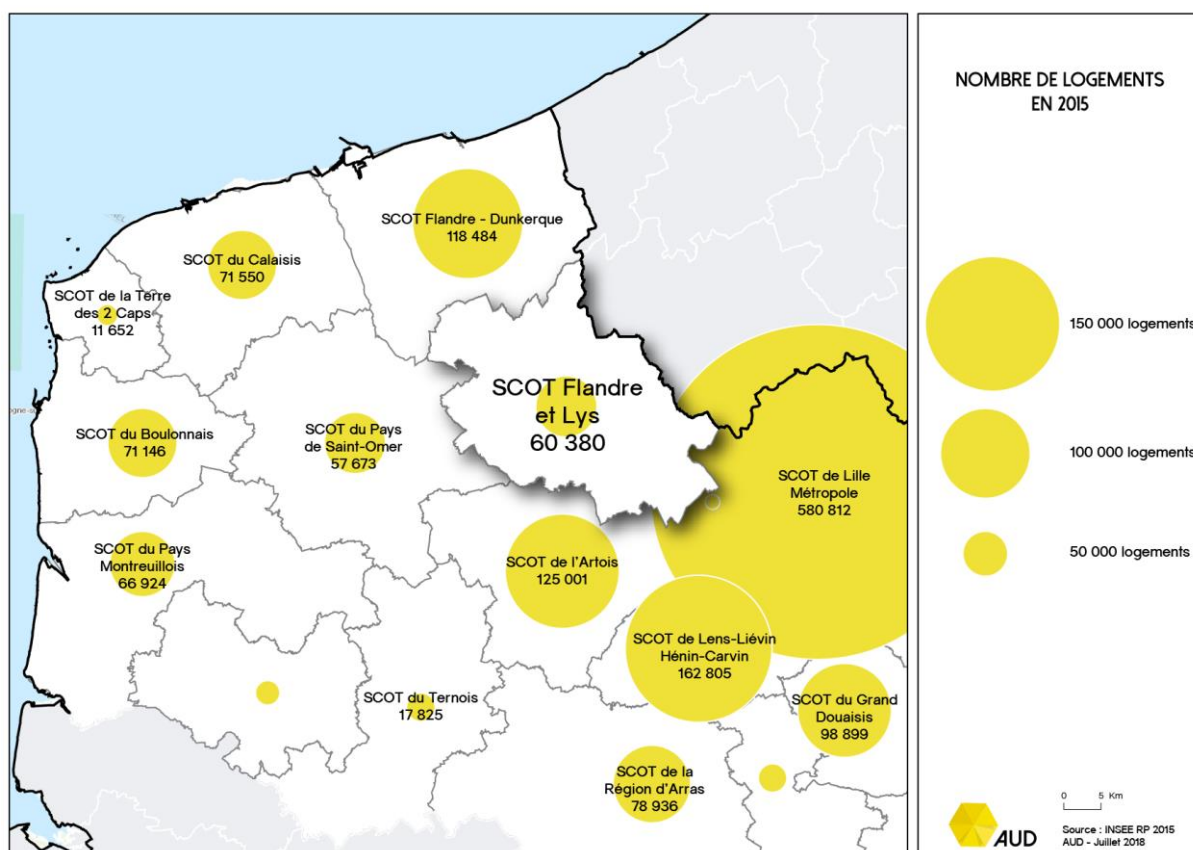 NOMBRE DE LOGEMENTS
EN 2015
SCOT Flandre - Dunkerque
118 484
SCOT du Calaisis
71 550
SCOT de la Terre
des 2 Caps
11 652
SCOT Flandre
et Lys
60 380
SCOT du Boulonnais
71 146
SCOT du Pays
de Saint-Omer
57 673
SCOT de Lille
Métropole
580 812
SCOT du Pays
Montreuillois
66 924
SCOT de l'Artois
125 001
SCOT de Lens-Liévin
Hénin-Carvin
162 805
SCOT du Ternois
17 825
SCOT du Grand
Douaisis
98 899
SCOT de la
Région d'Arras
78 936
150 000 logements
100 000 logements
50 000 logements
0 5 Km
AUD
Source : INSEE RP 2015
AUD - Juillet 2018